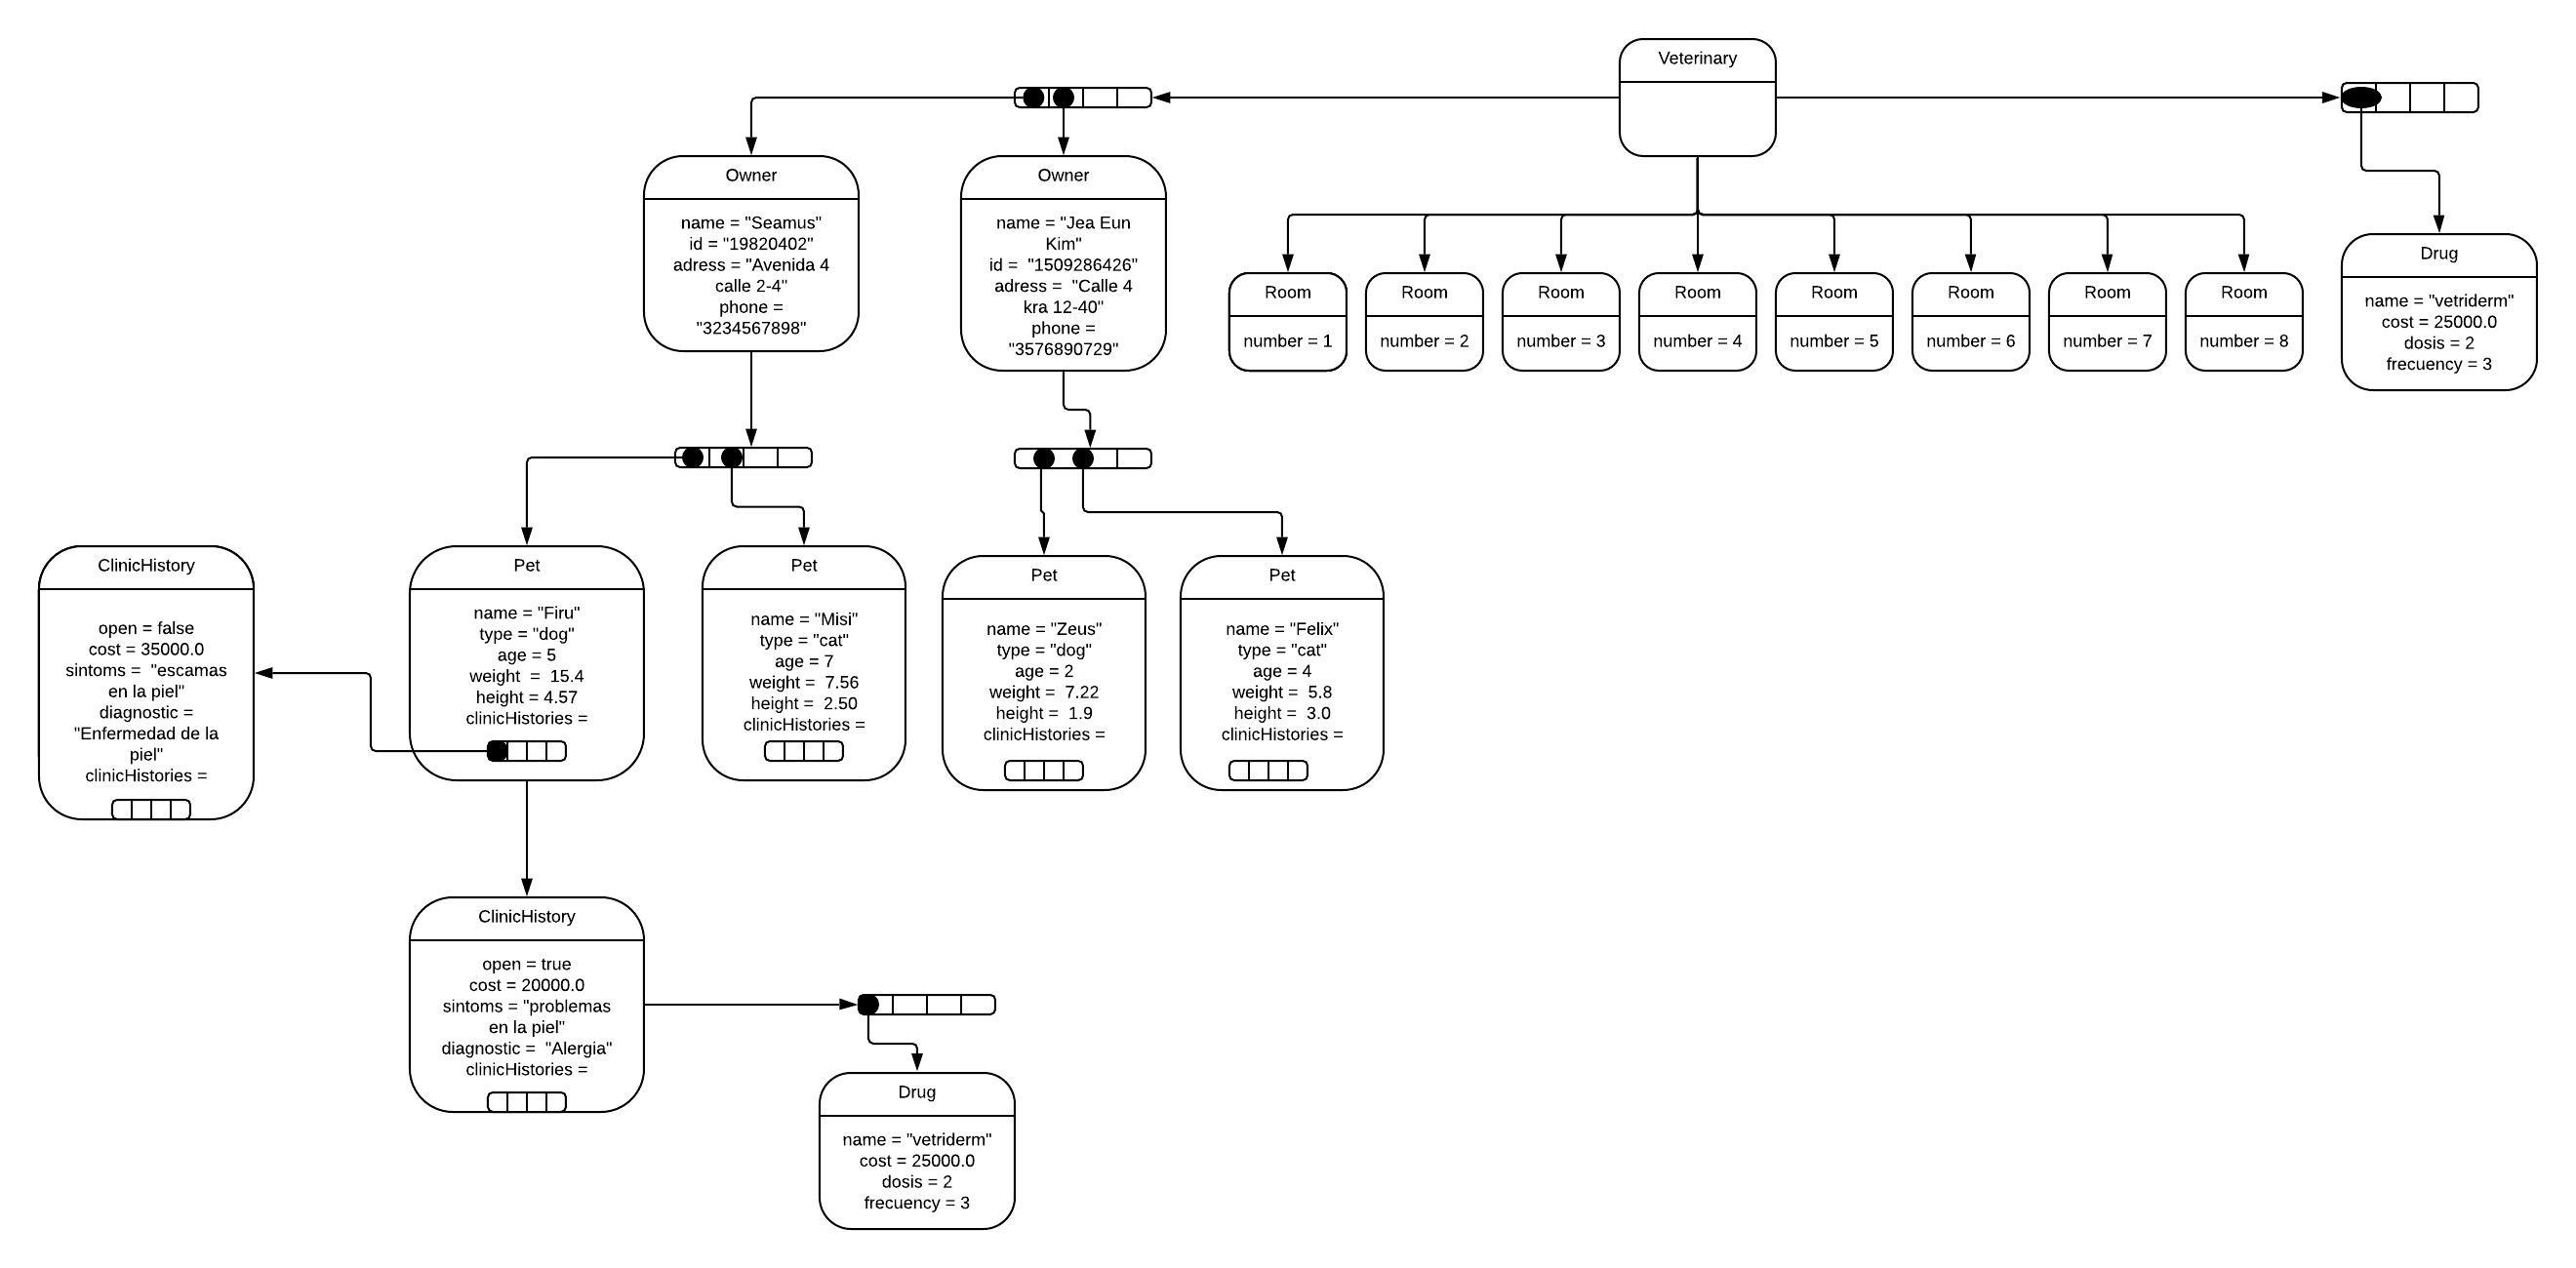 Veterinary
Owner
name = "Seamus"
id = "19820402"
adress = "Avenida 4
calle 2-4"
phone =
"3234567898"
Owner
name = "Jea Eun
Kim"
id =  "1509286426"
adress =  "Calle 4
kra 12-40"
phone =
"3576890729"
Room
number = 1
Room
number = 2
Room
number = 3
Room
number = 4
Room
number = 5
Room
number = 6
Room
number = 7
Room
number = 8
Drug
name = "vetriderm"
cost = 25000.0
dosis = 2
frecuency = 3
ClinicHistory
open = false
cost = 35000.0
sintoms =  "escamas
en la piel"
diagnostic =
"Enfermedad de la
piel"
clinicHistories =
Pet
name = "Firu"
type = "dog"
age = 5
weight  =  15.4
height = 4.57
clinicHistories =
Pet
name = "Misi"
type = "cat"
age = 7
weight =  7.56
height =  2.50
clinicHistories =
Pet
name = "Zeus"
type = "dog"
age = 2
weight =  7.22
height =  1.9
clinicHistories =
Pet
name = "Felix"
type = "cat"
age = 4
weight =  5.8
height =  3.0
clinicHistories =
ClinicHistory
open = true
cost = 20000.0
sintoms = "problemas
en la piel"
diagnostic =  "Alergia"
clinicHistories =
Drug
name = "vetriderm"
cost = 25000.0
dosis = 2
frecuency = 3